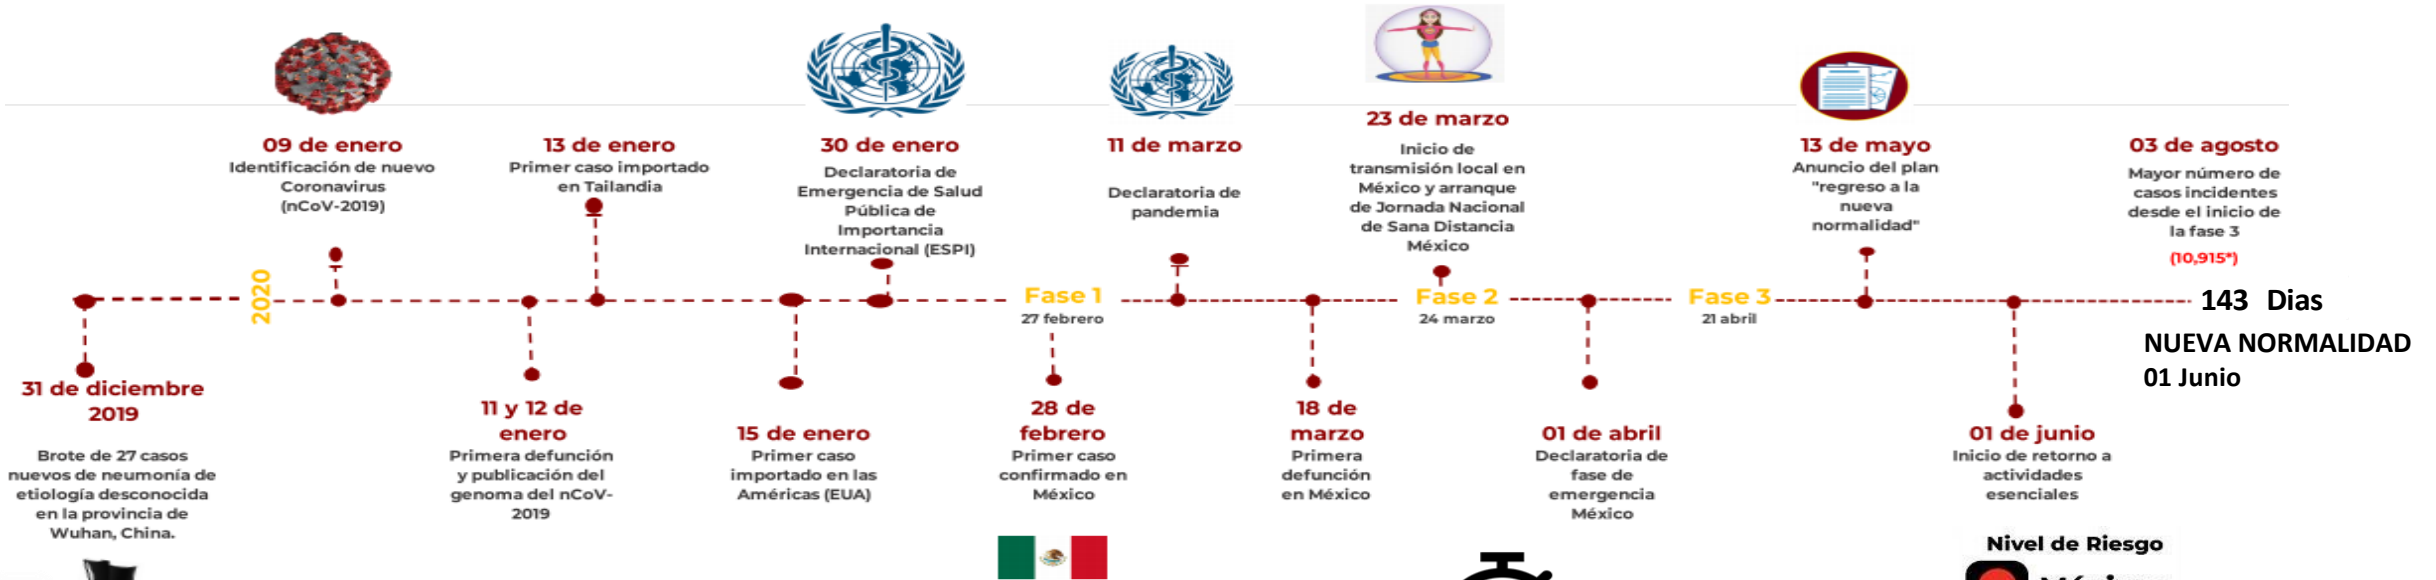 09 de enero
Identificación de nuevo
Coronavirus
(nCoV-2019)
13 de enero
Primer caso importado
en Tailandia
30 de enero
Declaratoria de
Emergencia de Salud
Pública de
Importancia
Internacional (ESPI)
11 de marzo
Declaratoria de
pandemia
23 de marzo
Inicio de
transmisión local en
México y arranque
de Jornada Nacional
de Sana Distancia
México
13 de mayo
Anuncio del plan
"regreso a la
nueva
normalidad"
03 de agosto
Mayor número de
casos incidentes
desde el inicio de
la fase 3
(10,915*)
2020
Fase 1
27 febrero
Fase 2
24 marzo
Fase 3
21 abril
143 Dias
NUEVA NORMALIDAD
01 Junio
31 de diciembre
2019
Brote de 27 casos
nuevos de neumonía de
etiología desconocida
en la provincia de
Wuhan, China.
11 y 12 de
enero
Primera defunción
y publicación del
genoma del nCoV-
2019
15 de enero
Primer caso
importado en las
Américas (EUA)
28 de
febrero
Primer caso
confirmado en
México
18 de
marzo
Primera
defunción
en México
01 de abril
Declaratoria de
fase de
emergencia
México
01 de junio
Inicio de retorno a
actividades
esenciales
Nivel de Riesgo